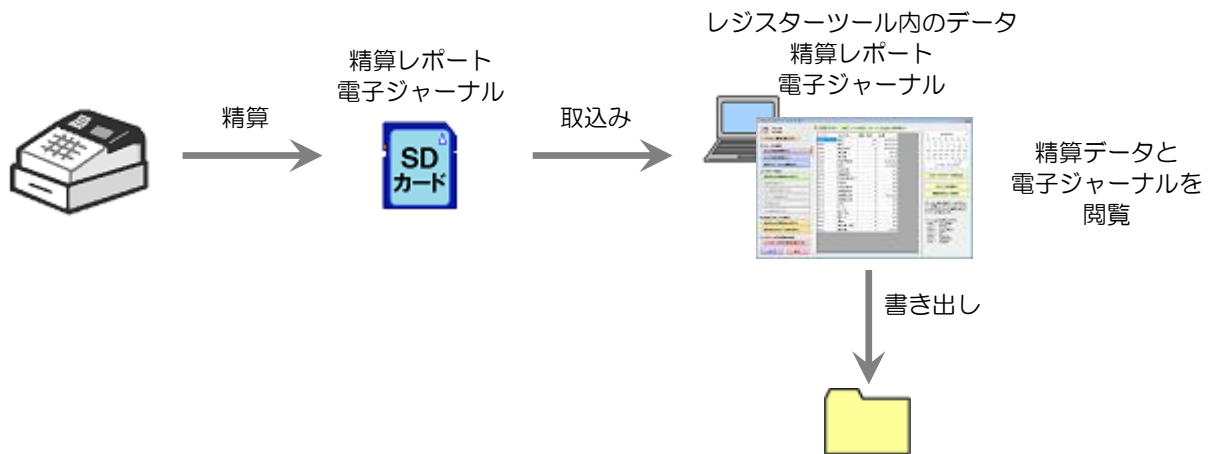 レジスターツール内のデータ
精算レポート
電子ジャーナル
精算レポート
電子ジャーナル
精算
取込み
SD
カード
精算データと
電子ジャーナルを
閲覧
書き出し